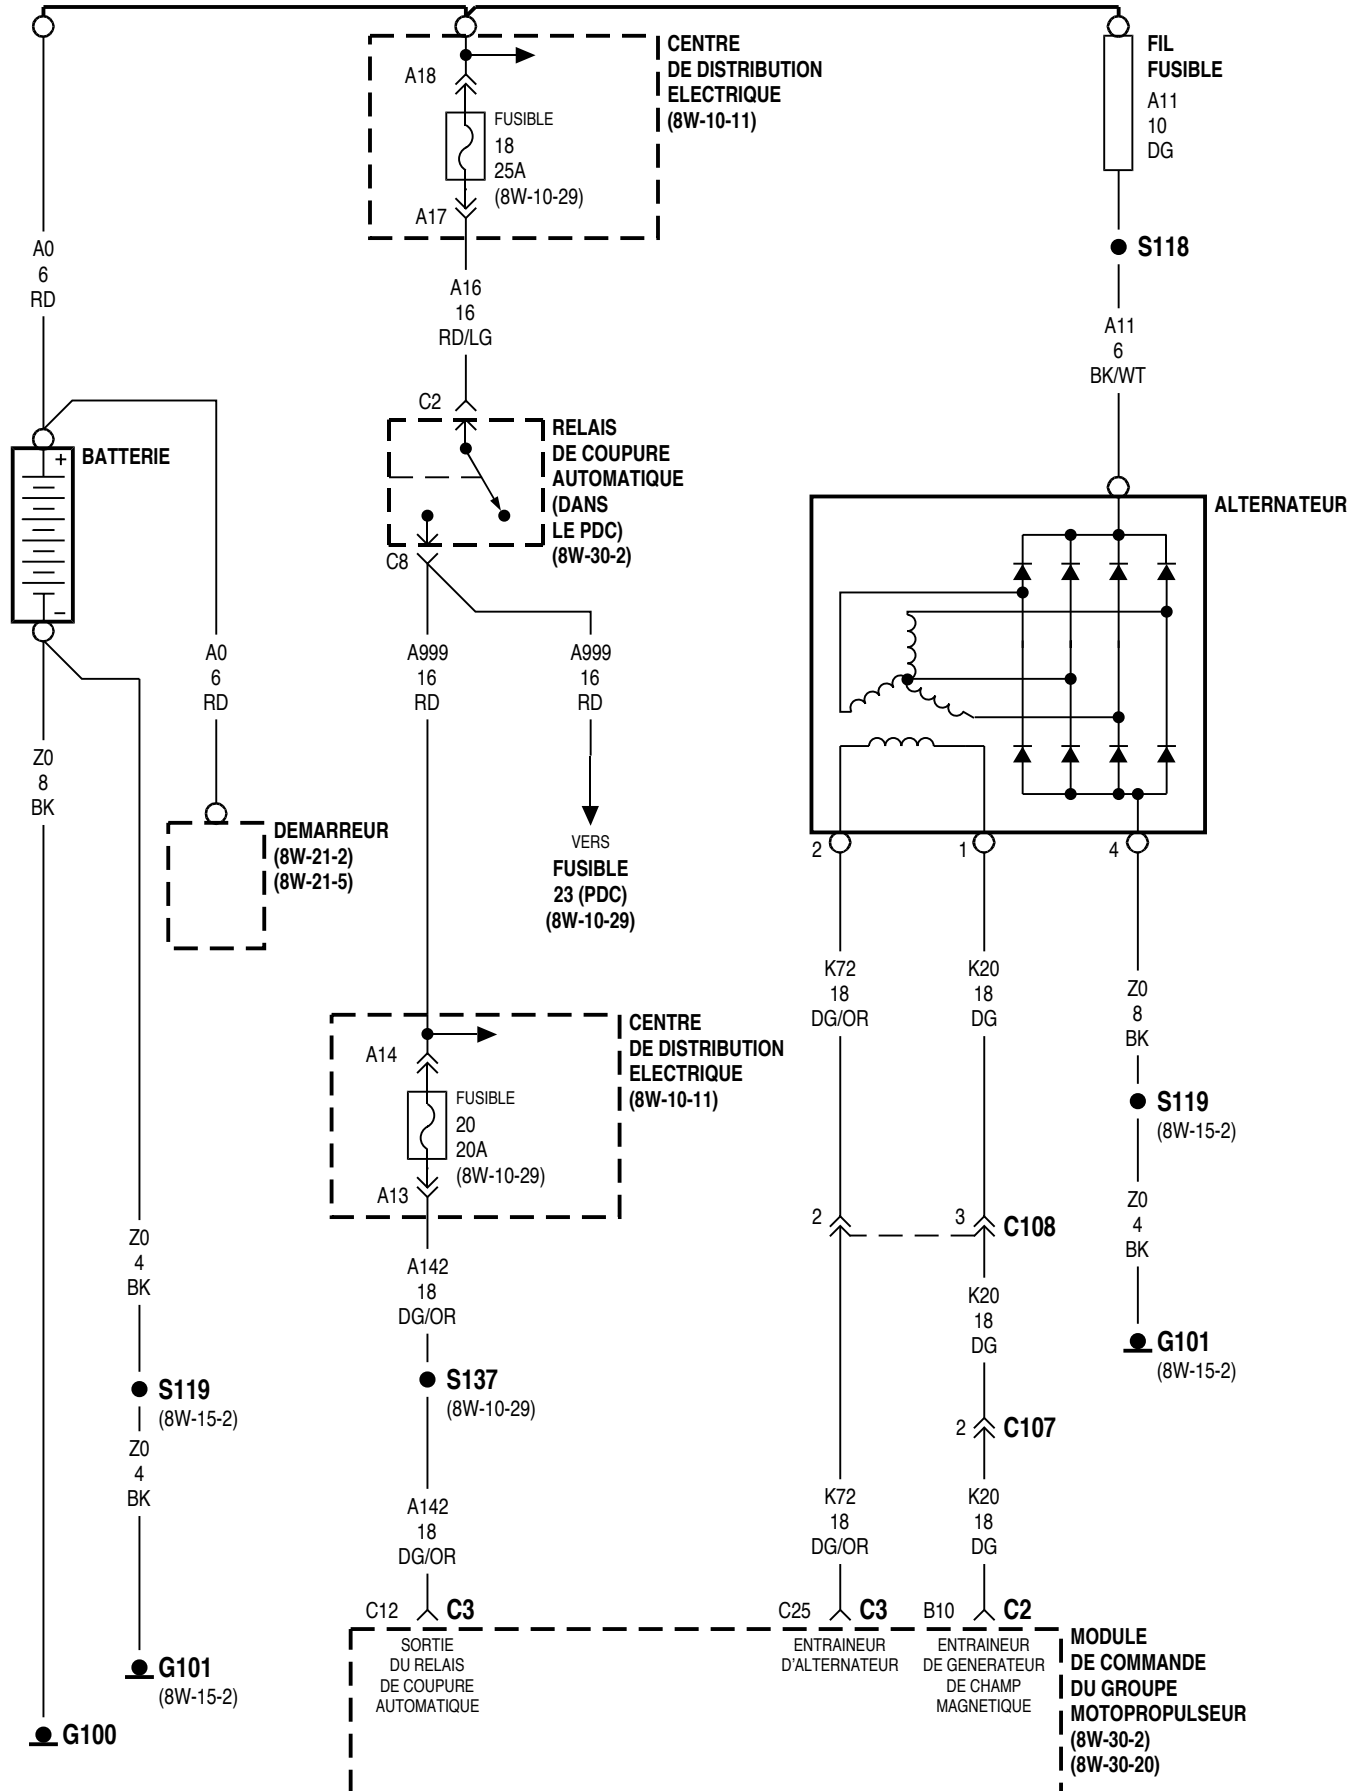 CENTRE
DE DISTRIBUTION
ELECTRIQUE
(8W-10-11)
A18
FUSIBLE
18
25A
(8W-10-29)
A17
FIL
FUSIBLE
A11
10
DG
S118
A0
6
RD
A16
16
RD/LG
A11
6
BK/WT
C2
RELAIS
DE COUPURE
AUTOMATIQUE
(DANS
LE PDC)
(8W-30-2)
C8
+
BATTERIE
–
ALTERNATEUR
A0
6
RD
A999
16
RD
A999
16
RD
Z0
8
BK
DEMARREUR
(8W-21-2)
(8W-21-5)
VERS
FUSIBLE
23 (PDC)
(8W-10-29)
2
1
4
K72
18
DG/OR
K20
18
DG
Z0
8
BK
CENTRE
DE DISTRIBUTION
ELECTRIQUE
(8W-10-11)
A14
FUSIBLE
20
20A
(8W-10-29)
A13
S119
(8W-15-2)
Z0
4
BK
2
3
C108
Z0
4
BK
A142
18
DG/OR
K20
18
DG
G101
(8W-15-2)
S119
(8W-15-2)
S137
(8W-10-29)
2
C107
Z0
4
BK
A142
18
DG/OR
K72
18
DG/OR
K20
18
DG
C12
C3
C25
C3
B10
C2
SORTIE
DU RELAIS
DE COUPURE
AUTOMATIQUE
ENTRAINEUR
D'ALTERNATEUR
ENTRAINEUR
DE GENERATEUR
DE CHAMP
MAGNETIQUE
MODULE
DE COMMANDE
DU GROUPE
MOTOPROPULSEUR
(8W-30-2)
(8W-30-20)
G101
(8W-15-2)
G100